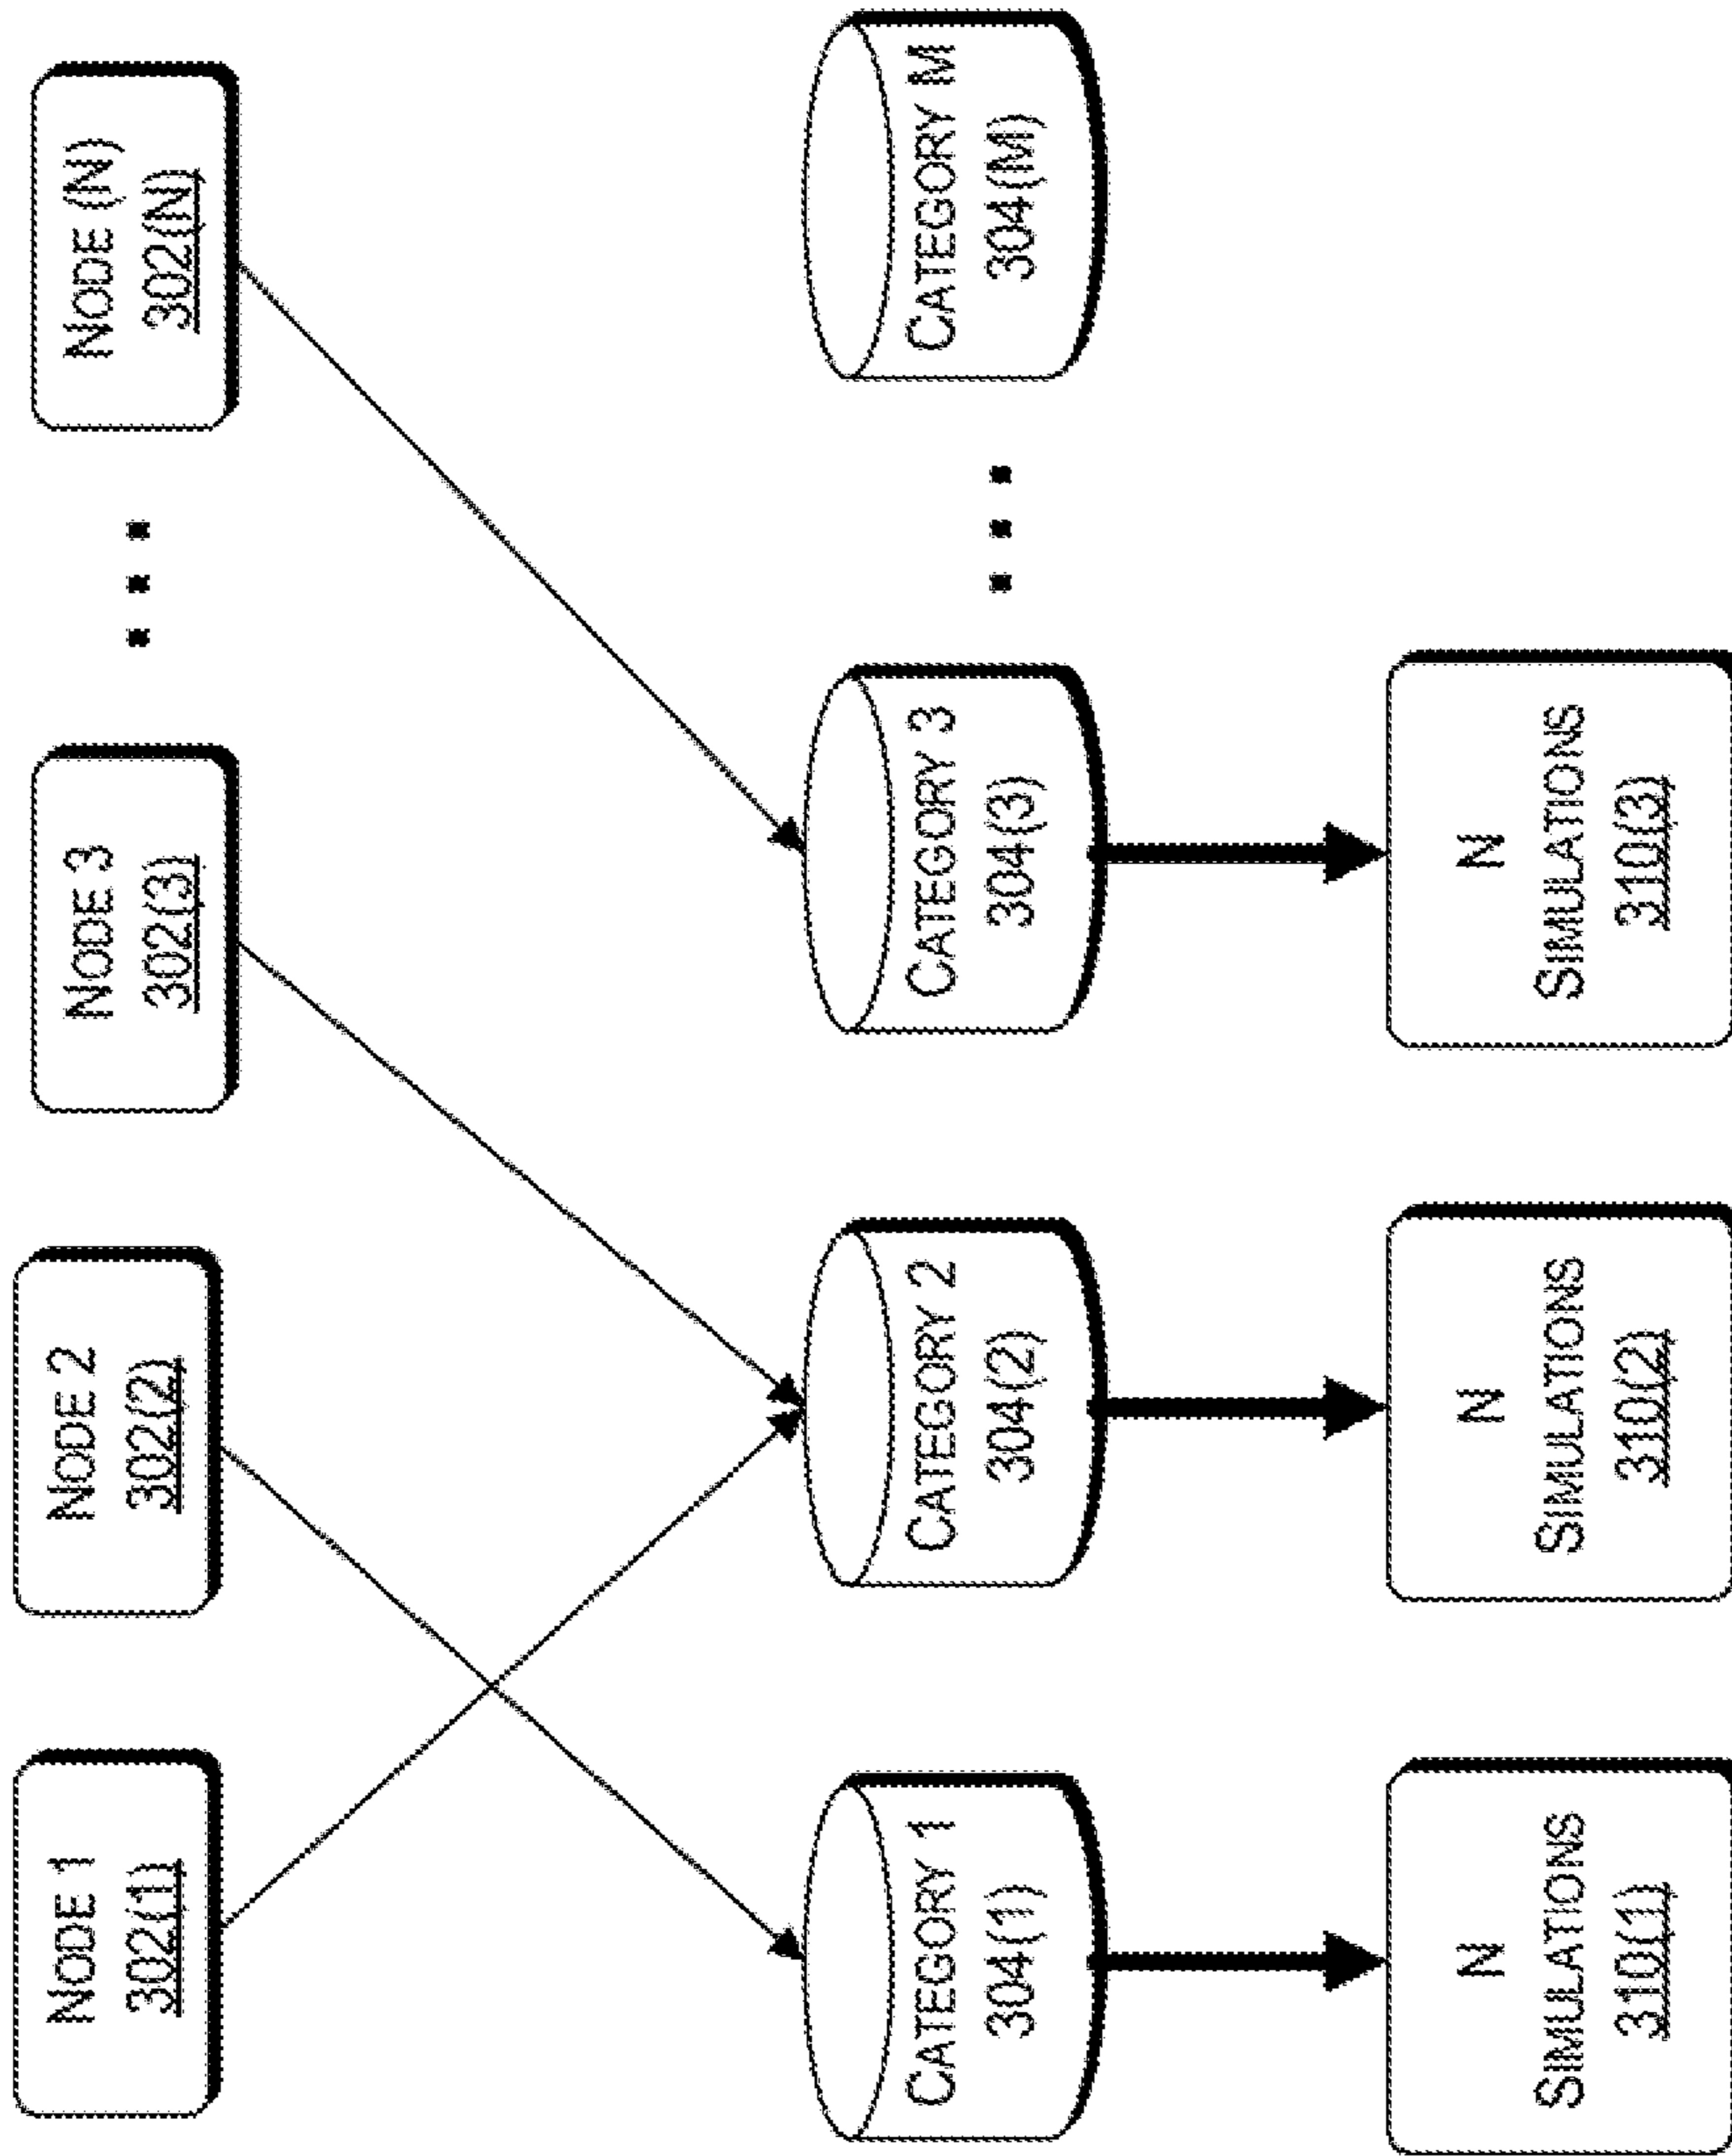 NODE 1
302(1)
NODE 2
302(2)
NODE 3
302(3)
NODE (N)
302(N)
CATEGORY 1
304(1)
CATEGORY 2
304(2)
CATEGORY 3
304(3)
CATEGORY M
304(M)
N
SIMULATIONS
310(1)
N
SIMULATIONS
310(2)
N
SIMULATIONS
310(3)